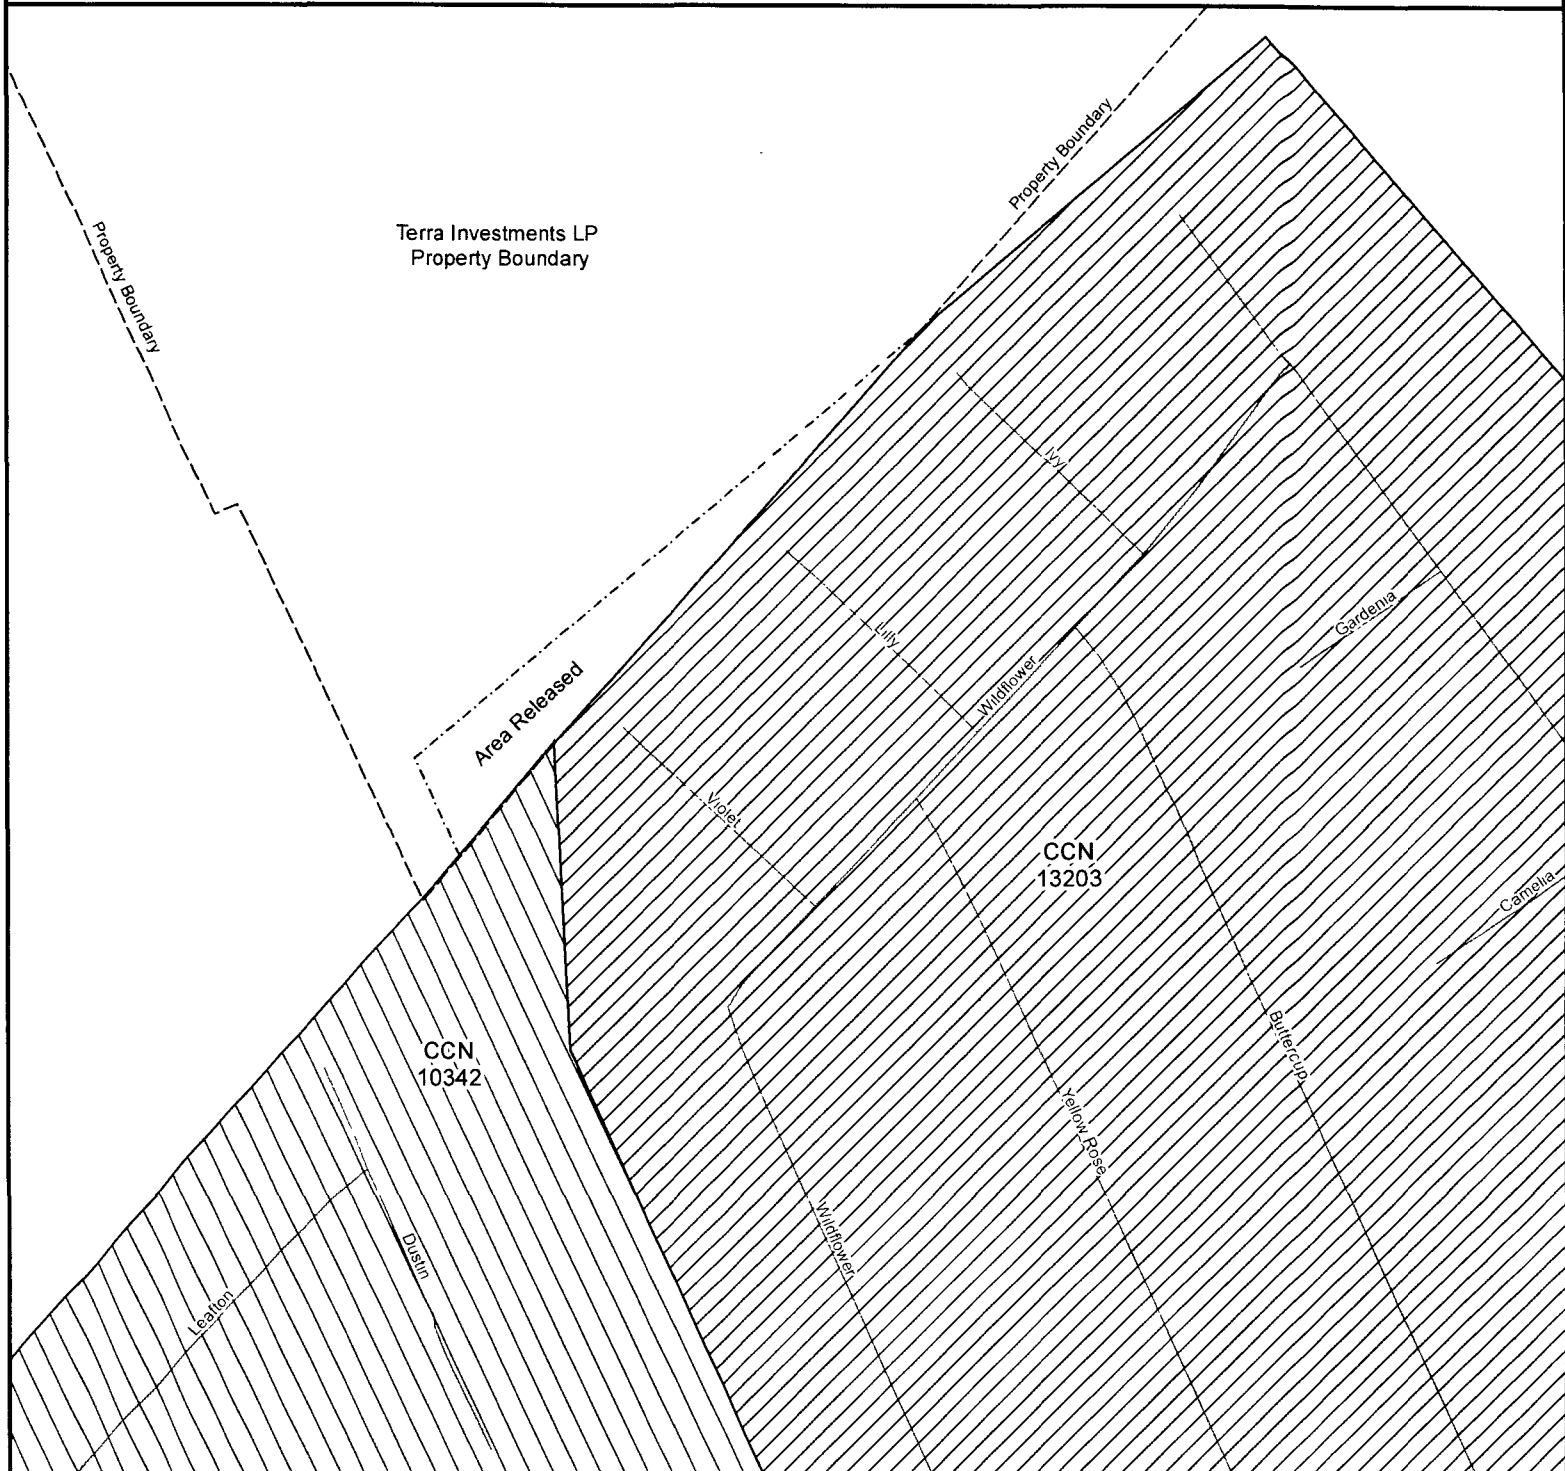 Property Boundary
Property Boundary
Terra Investments LP
Property Boundary
Ivy
Lilly
Gardenia
Wildflower
Area Released
Violet
CCN
13203
Camelia
CCN
10342
Buttercup
Yellow Rose
Wildflower
Dustin
Leafton